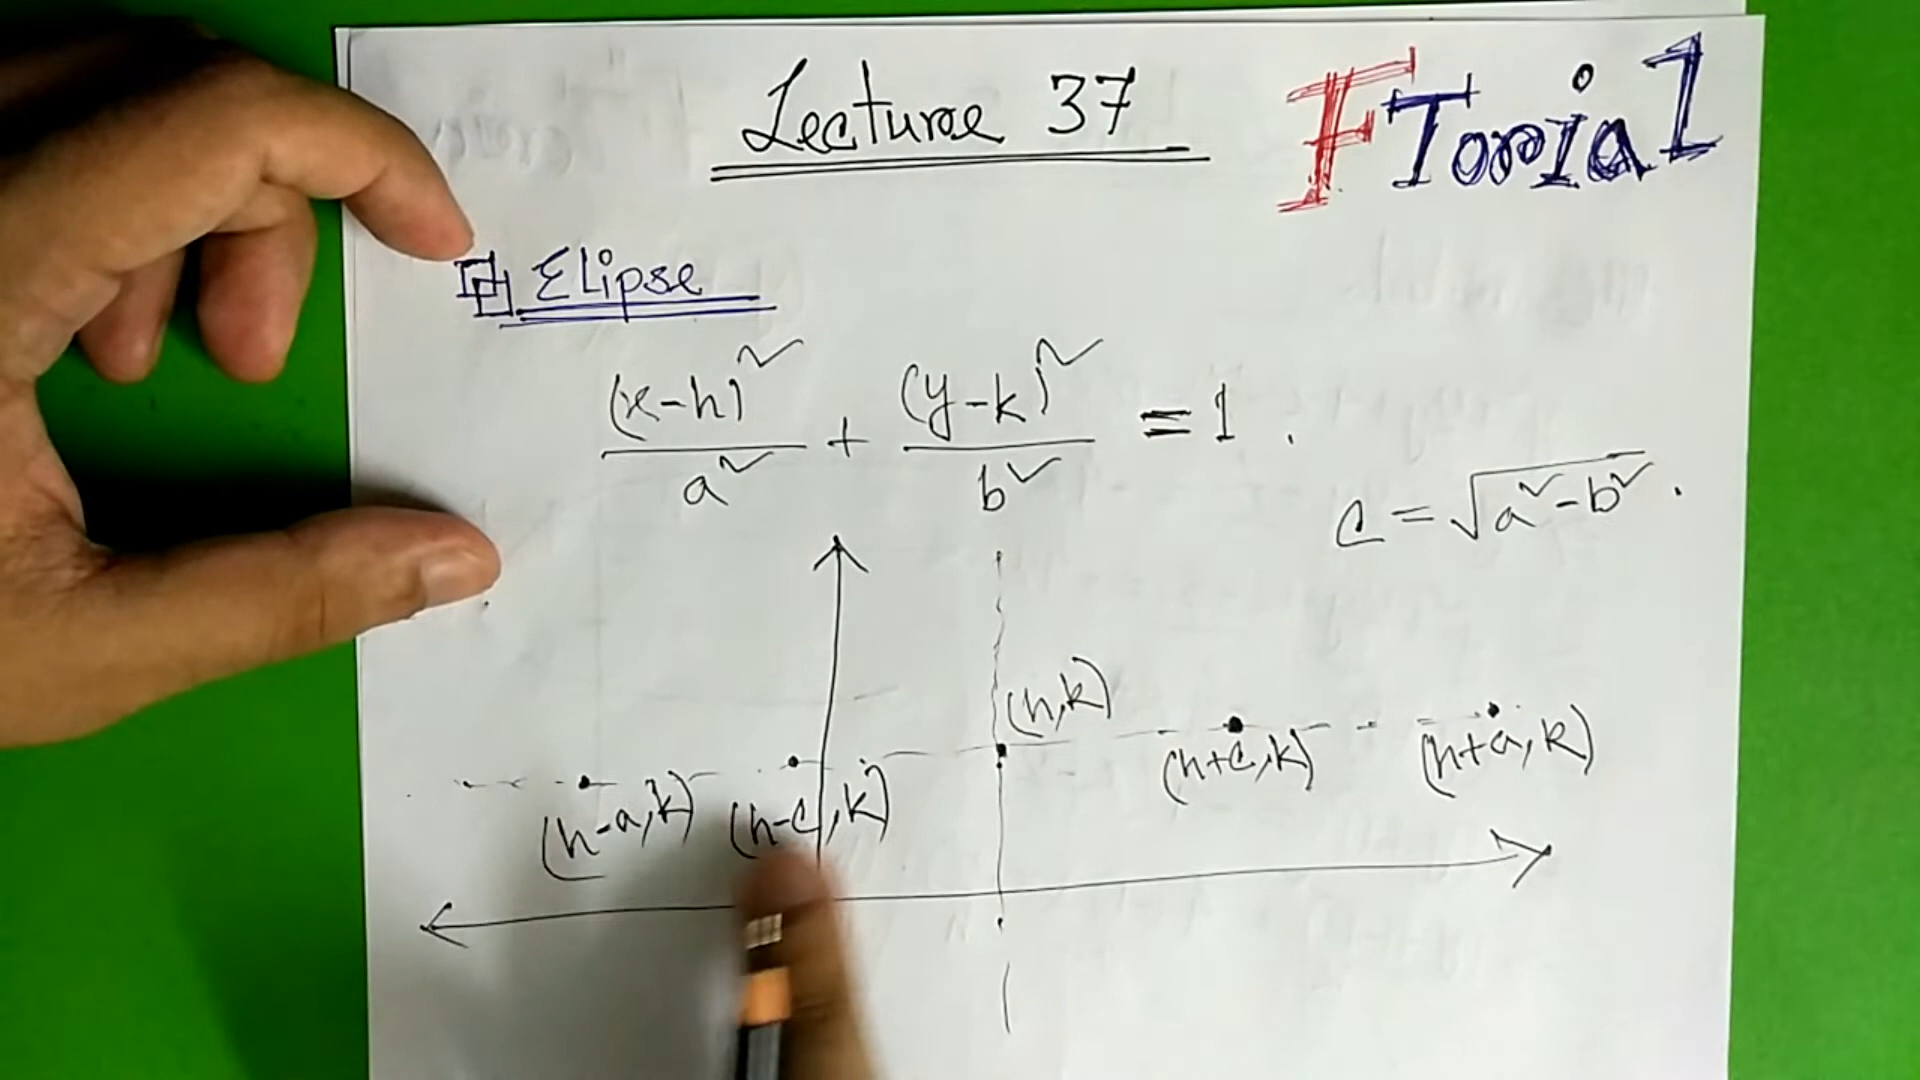 Lecture 37
FTorial
Elipse
(x-h)²/a² + (y-k)²/b² = 1 .
c = √(a²-b²) .
(h,k)
(h-a,k) (h-c,k) (h+c,k) (h+a,k)